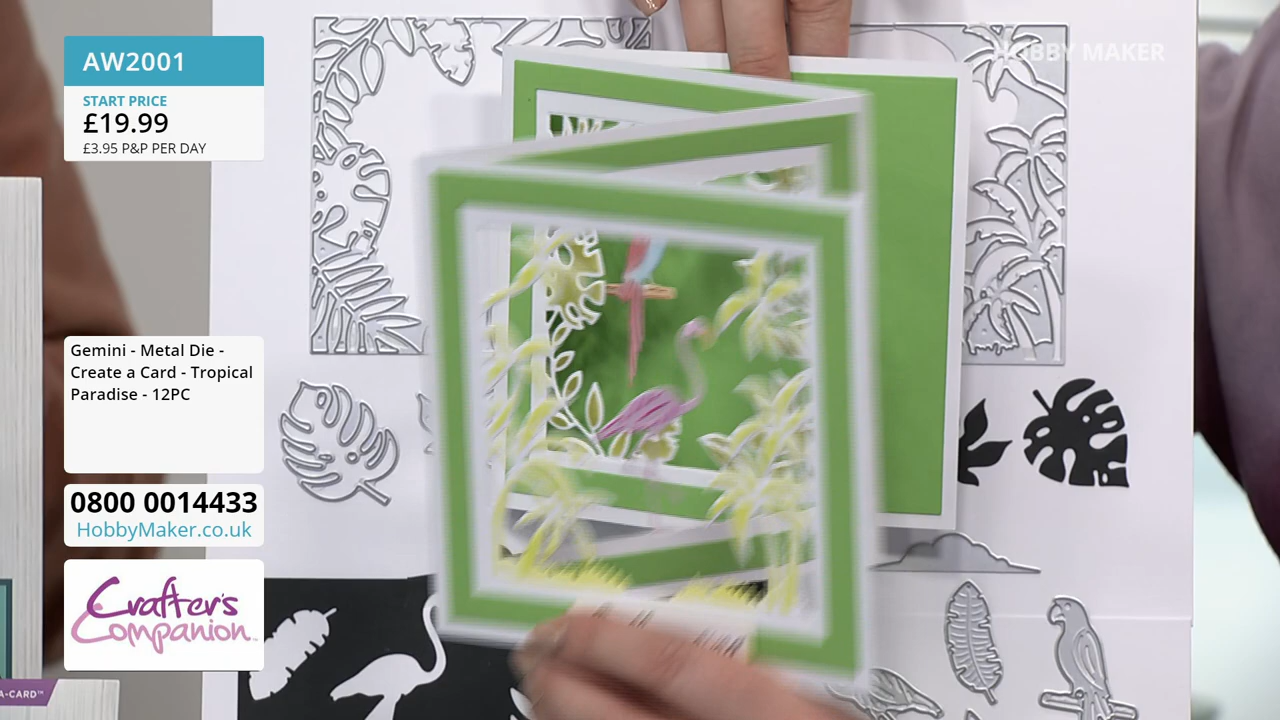 HOBBY MAKER
AW2001
START PRICE
£19.99
£3.95 P&P PER DAY
Gemini - Metal Die -
Create a Card - Tropical
Paradise - 12PC
0800 0014433
HobbyMaker.co.uk
Crafter's
Companion
A-CARD™